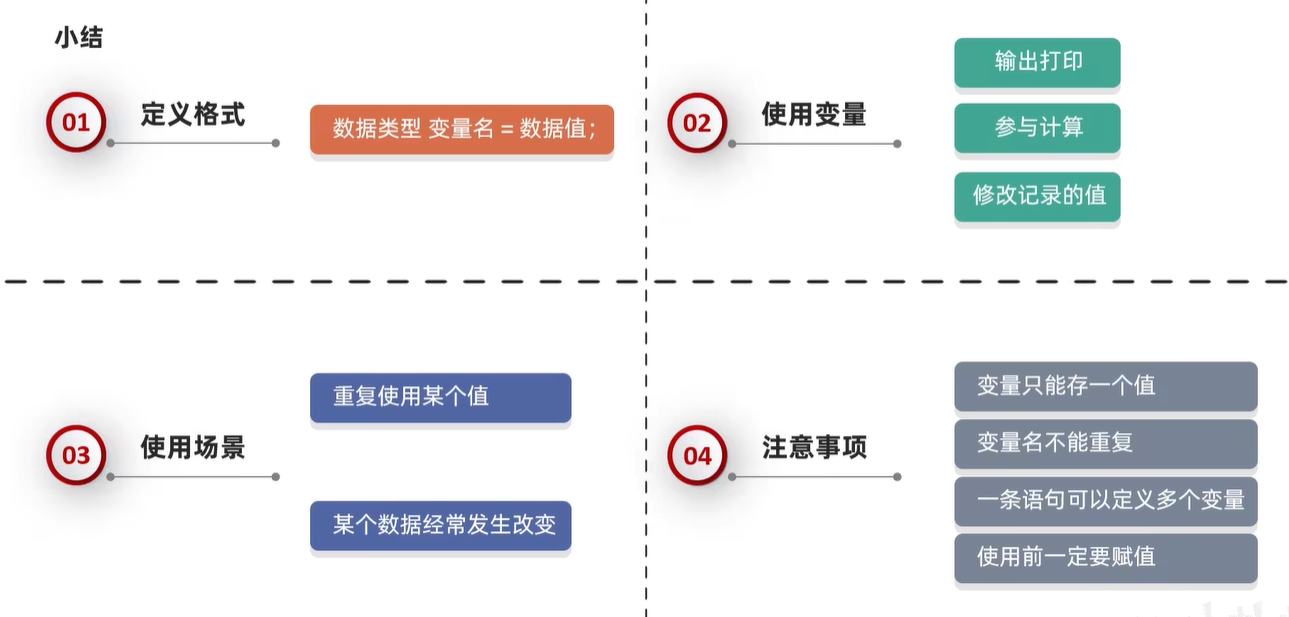 小结
01
定义格式
数据类型 变量名 = 数据值;
02
使用变量
输出打印
参与计算
修改记录的值
03
使用场景
重复使用某个值
某个数据经常发生改变
04
注意事项
变量只能存一个值
变量名不能重复
一条语句可以定义多个变量
使用前一定要赋值